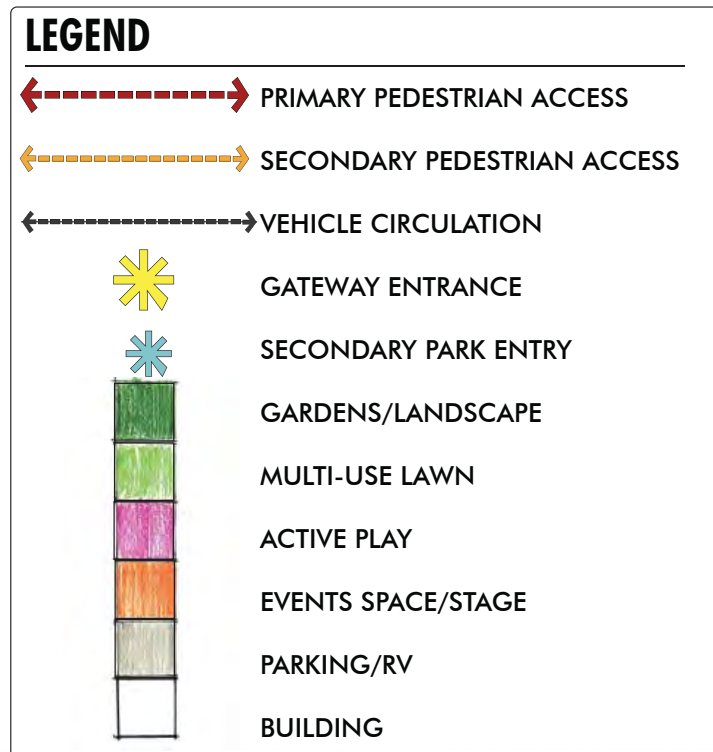 LEGEND
PRIMARY PEDESTRIAN ACCESS
SECONDARY PEDESTRIAN ACCESS
VEHICLE CIRCULATION
GATEWAY ENTRANCE
SECONDARY PARK ENTRY
GARDENS/LANDSCAPE
MULTI-USE LAWN
ACTIVE PLAY
EVENTS SPACE/STAGE
PARKING/RV
BUILDING